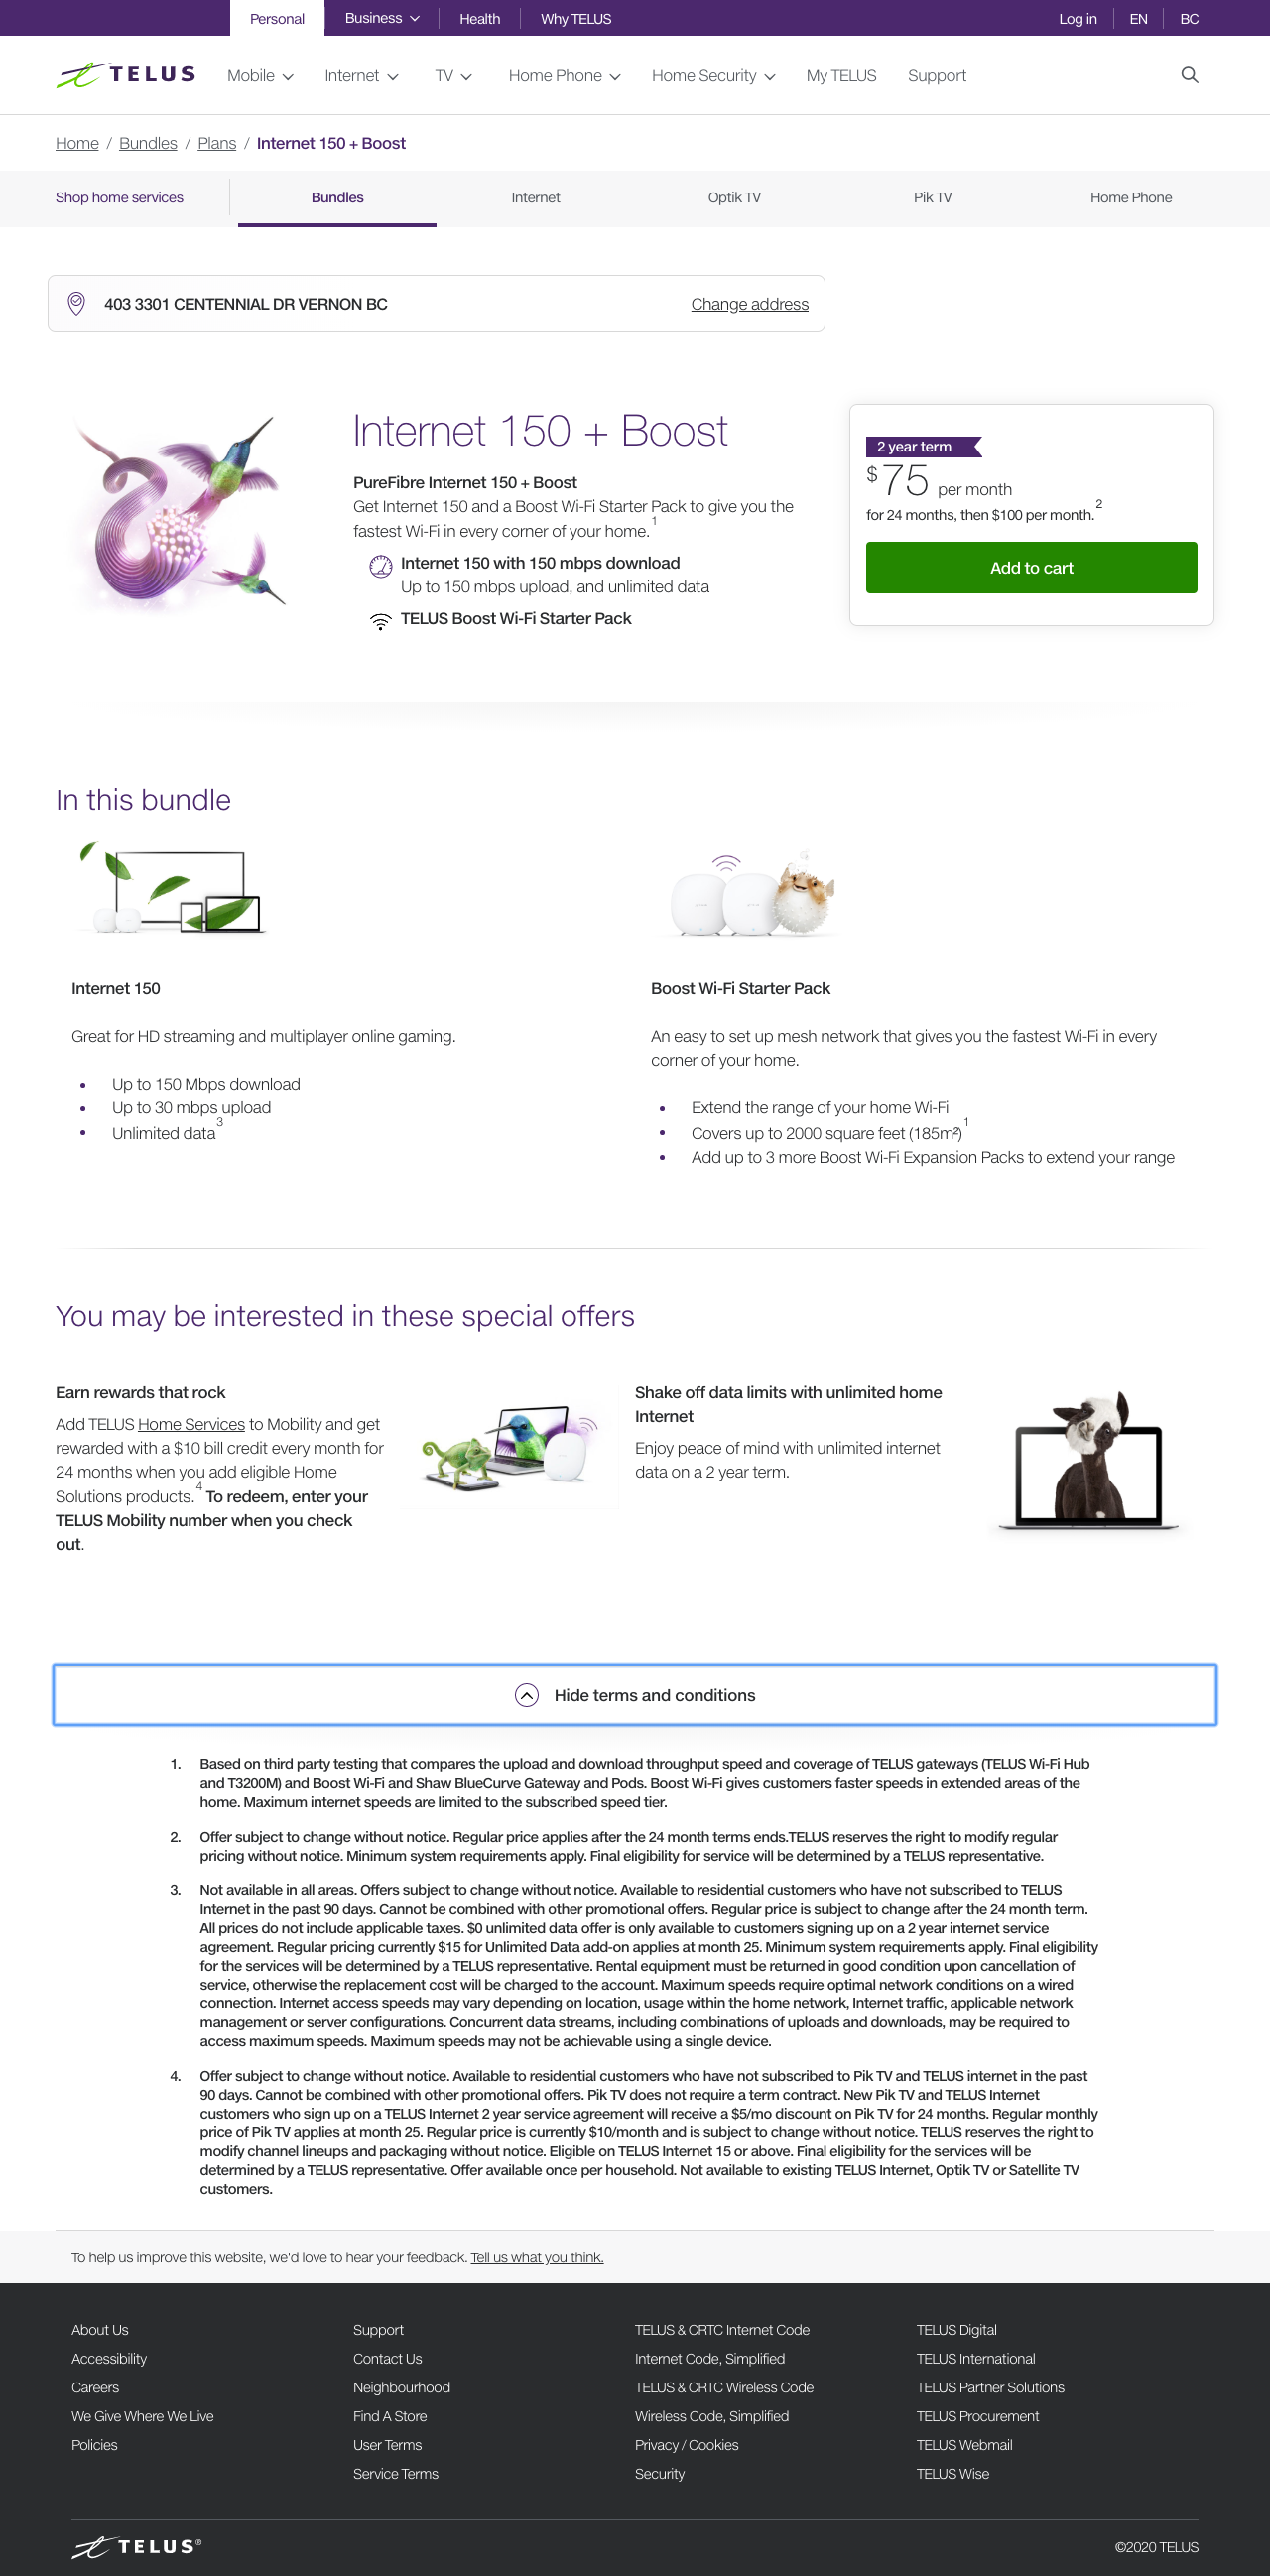 Personal
Business
Health
Why TELUS
Log in
EN
BC
TELUS
Mobile
Internet
TV
Home Phone
Home Security
My TELUS
Support
Home / Bundles / Plans / Internet 150 + Boost
Shop home services
Bundles
Internet
Optik TV
Pik TV
Home Phone
403 3301 CENTENNIAL DR VERNON BC
Change address
Internet 150 + Boost
PureFibre Internet 150 + Boost
Get Internet 150 and a Boost Wi-Fi Starter Pack to give you the
fastest Wi-Fi in every corner of your home.1
Internet 150 with 150 mbps download
Up to 150 mbps upload, and unlimited data
TELUS Boost Wi-Fi Starter Pack
2 year term
$75 per month
for 24 months, then $100 per month.2
Add to cart
In this bundle
Internet 150
Great for HD streaming and multiplayer online gaming.
• Up to 150 Mbps download
• Up to 30 mbps upload
• Unlimited data3
Boost Wi-Fi Starter Pack
An easy to set up mesh network that gives you the fastest Wi-Fi in every
corner of your home.
• Extend the range of your home Wi-Fi
• Covers up to 2000 square feet (185m²)1
• Add up to 3 more Boost Wi-Fi Expansion Packs to extend your range
You may be interested in these special offers
Earn rewards that rock
Add TELUS Home Services to Mobility and get
rewarded with a $10 bill credit every month for
24 months when you add eligible Home
Solutions products.4 To redeem, enter your
TELUS Mobility number when you check
out.
Shake off data limits with unlimited home
Internet
Enjoy peace of mind with unlimited internet
data on a 2 year term.
Hide terms and conditions
1. Based on third party testing that compares the upload and download throughput speed and coverage of TELUS gateways (TELUS Wi-Fi Hub
and T3200M) and Boost Wi-Fi and Shaw BlueCurve Gateway and Pods. Boost Wi-Fi gives customers faster speeds in extended areas of the
home. Maximum internet speeds are limited to the subscribed speed tier.
2. Offer subject to change without notice. Regular price applies after the 24 month terms ends.TELUS reserves the right to modify regular
pricing without notice. Minimum system requirements apply. Final eligibility for service will be determined by a TELUS representative.
3. Not available in all areas. Offers subject to change without notice. Available to residential customers who have not subscribed to TELUS
Internet in the past 90 days. Cannot be combined with other promotional offers. Regular price is subject to change after the 24 month term.
All prices do not include applicable taxes. $0 unlimited data offer is only available to customers signing up on a 2 year internet service
agreement. Regular pricing currently $15 for Unlimited Data add-on applies at month 25. Minimum system requirements apply. Final eligibility
for the services will be determined by a TELUS representative. Rental equipment must be returned in good condition upon cancellation of
service, otherwise the replacement cost will be charged to the account. Maximum speeds require optimal network conditions on a wired
connection. Internet access speeds may vary depending on location, usage within the home network, Internet traffic, applicable network
management or server configurations. Concurrent data streams, including combinations of uploads and downloads, may be required to
access maximum speeds. Maximum speeds may not be achievable using a single device.
4. Offer subject to change without notice. Available to residential customers who have not subscribed to Pik TV and TELUS internet in the past
90 days. Cannot be combined with other promotional offers. Pik TV does not require a term contract. New Pik TV and TELUS Internet
customers who sign up on a TELUS Internet 2 year service agreement will receive a $5/mo discount on Pik TV for 24 months. Regular monthly
price of Pik TV applies at month 25. Regular price is currently $10/month and is subject to change without notice. TELUS reserves the right to
modify channel lineups and packaging without notice. Eligible on TELUS Internet 15 or above. Final eligibility for the services will be
determined by a TELUS representative. Offer available once per household. Not available to existing TELUS Internet, Optik TV or Satellite TV
customers.
To help us improve this website, we'd love to hear your feedback. Tell us what you think.
About Us
Accessibility
Careers
We Give Where We Live
Policies
Support
Contact Us
Neighbourhood
Find A Store
User Terms
Service Terms
TELUS & CRTC Internet Code
Internet Code, Simplified
TELUS & CRTC Wireless Code
Wireless Code, Simplified
Privacy / Cookies
Security
TELUS Digital
TELUS International
TELUS Partner Solutions
TELUS Procurement
TELUS Webmail
TELUS Wise
TELUS®
©2020 TELUS